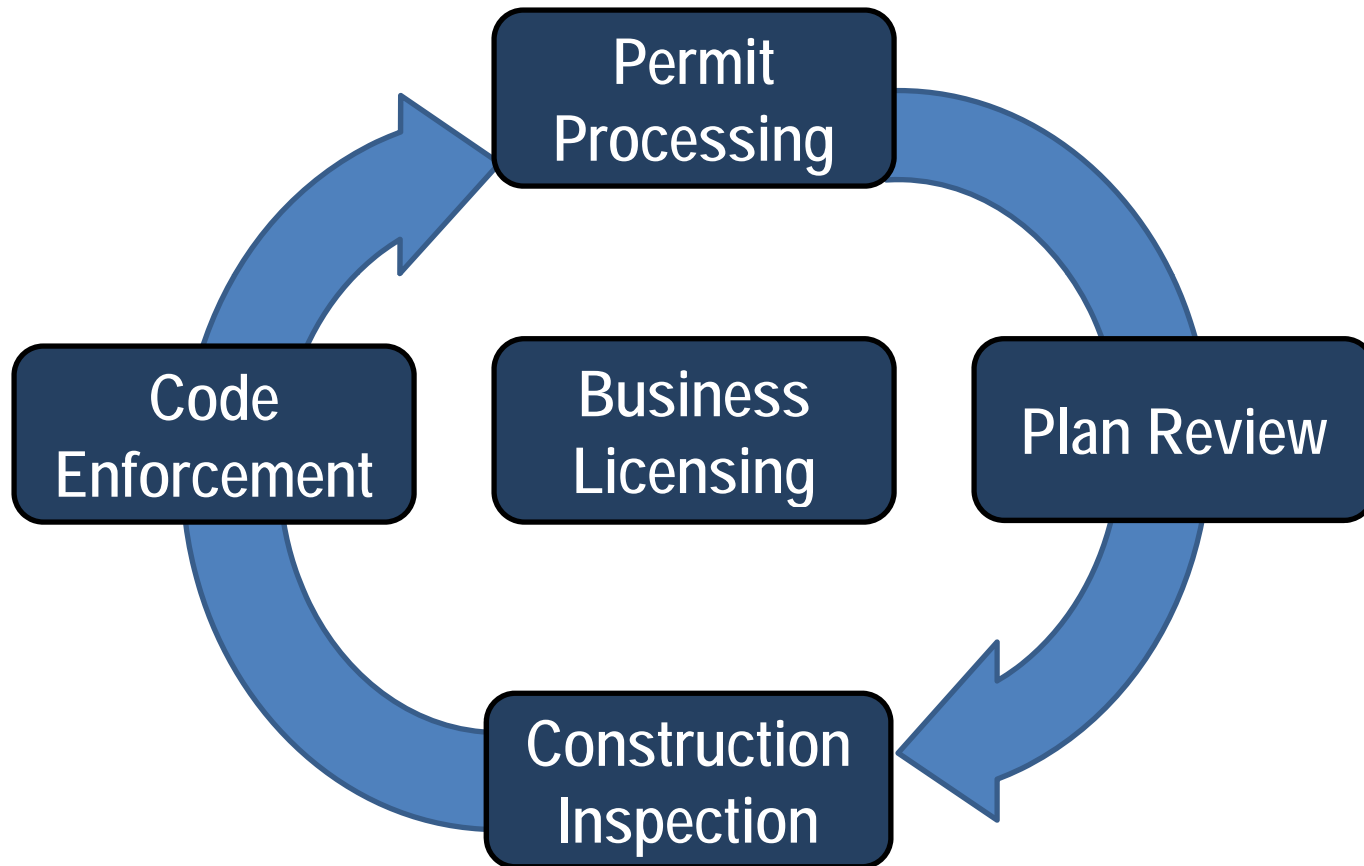 Permit
Processing
Code
Enforcement
Business
Licensing
Plan Review
Construction
Inspection